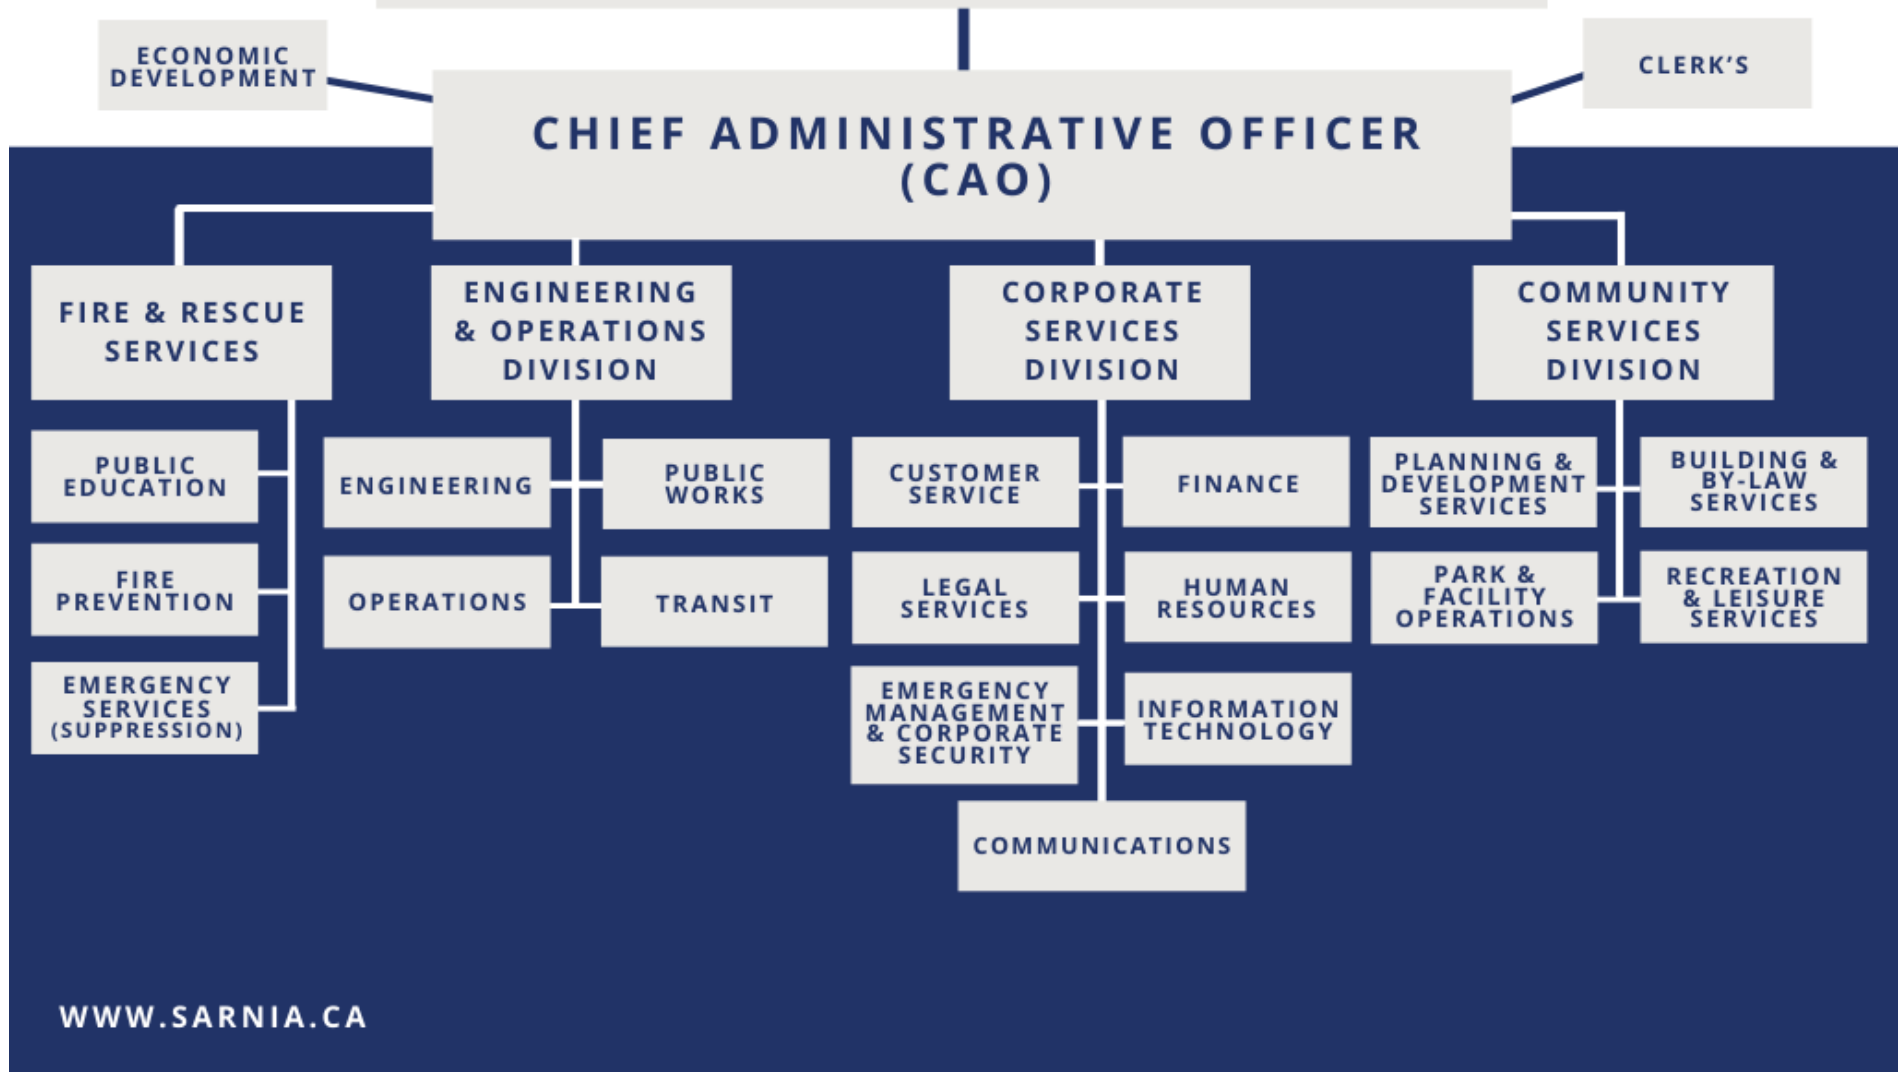 ECONOMIC
DEVELOPMENT
CLERK’S
CHIEF ADMINISTRATIVE OFFICER
(CAO)
FIRE & RESCUE
SERVICES
ENGINEERING
& OPERATIONS
DIVISION
CORPORATE
SERVICES
DIVISION
COMMUNITY
SERVICES
DIVISION
PUBLIC
EDUCATION
FIRE
PREVENTION
EMERGENCY
SERVICES
(SUPPRESSION)
ENGINEERING
PUBLIC
WORKS
OPERATIONS
TRANSIT
CUSTOMER
SERVICE
FINANCE
LEGAL
SERVICES
HUMAN
RESOURCES
EMERGENCY
MANAGEMENT
& CORPORATE
SECURITY
INFORMATION
TECHNOLOGY
COMMUNICATIONS
PLANNING &
DEVELOPMENT
SERVICES
BUILDING &
BY-LAW
SERVICES
PARK &
FACILITY
OPERATIONS
RECREATION
& LEISURE
SERVICES
WWW.SARNIA.CA